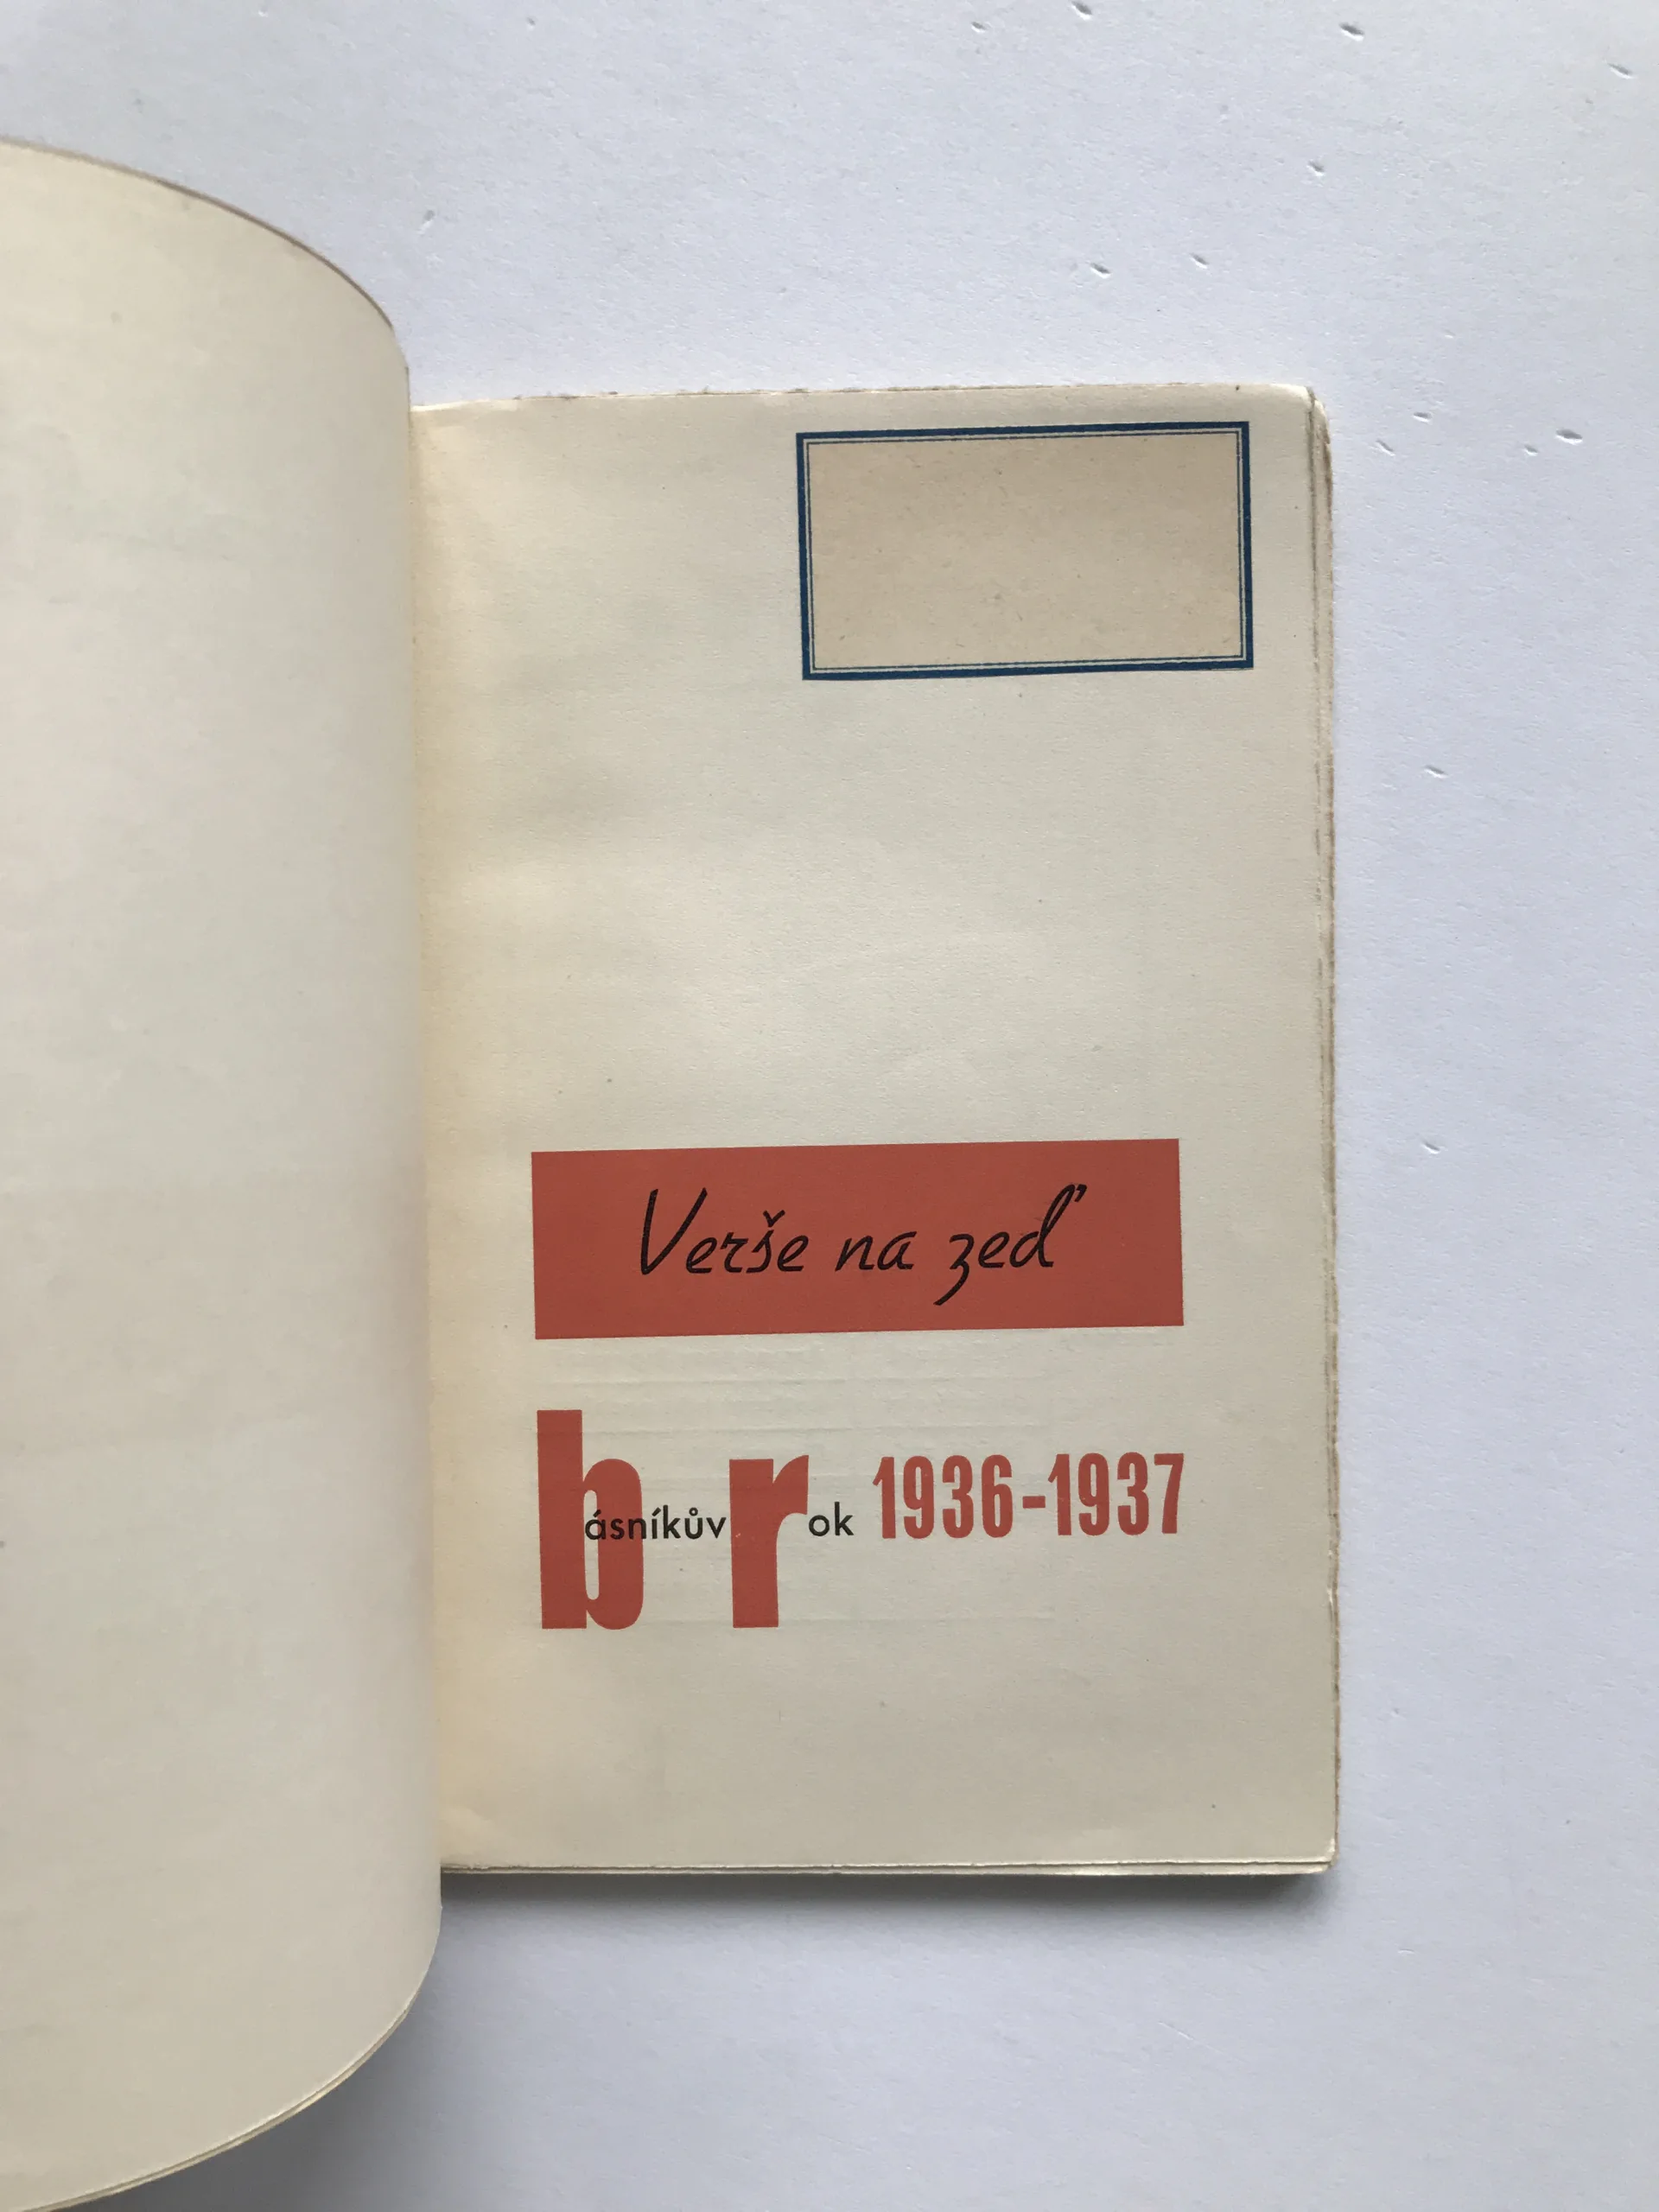 Verše na zeď
básníkův rok 1936-1937